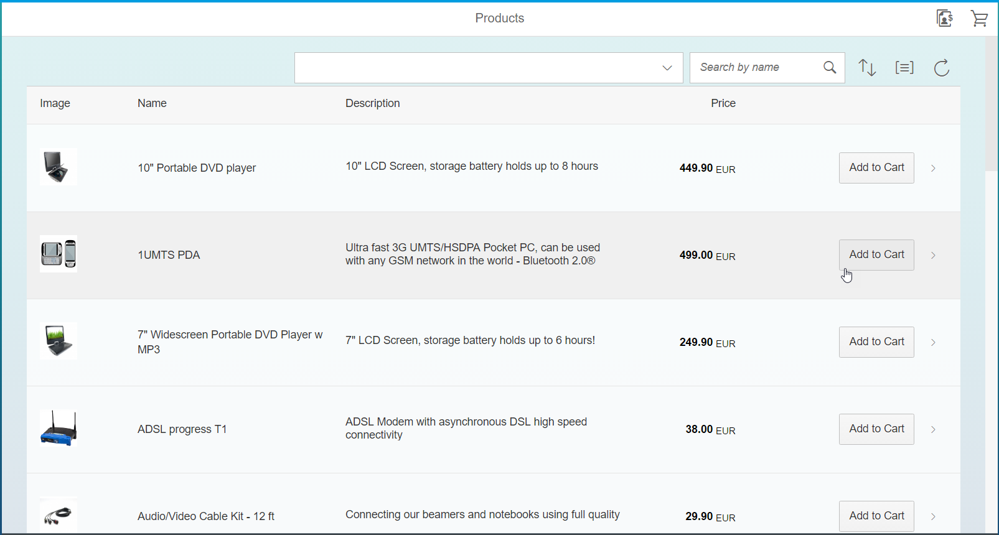 Products
$
Search by name
Image Name Description Price
10" Portable DVD player 10" LCD Screen, storage battery holds up to 8 hours 449.90 EUR Add to Cart
1UMTS PDA
Ultra fast 3G UMTS/HSDPA Pocket PC, can be used
with any GSM network in the world - Bluetooth 2.0®
499.00 EUR Add to Cart
7" Widescreen Portable DVD Player w
MP3
7" LCD Screen, storage battery holds up to 6 hours!
249.90 EUR Add to Cart
ADSL progress T1
ADSL Modem with asynchronous DSL high speed
connectivity
38.00 EUR Add to Cart
Audio/Video Cable Kit - 12 ft Connecting our beamers and notebooks using full quality 29.90 EUR Add to Cart